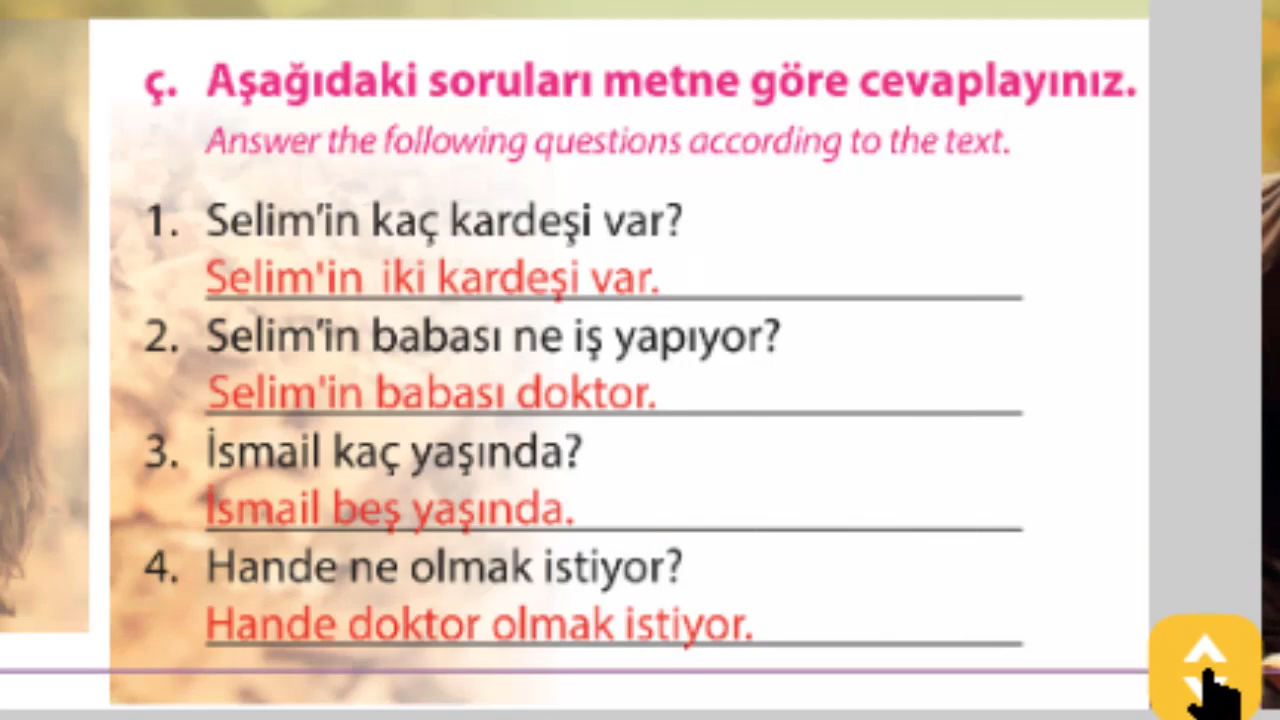 ç. Aşağıdaki soruları metne göre cevaplayınız.
Answer the following questions according to the text.
1. Selim'in kaç kardeşi var?
Selim'in iki kardeşi var.
2. Selim'in babası ne iş yapıyor?
Selim'in babası doktor.
3. İsmail kaç yaşında?
İsmail beş yaşında.
4. Hande ne olmak istiyor?
Hande doktor olmak istiyor.